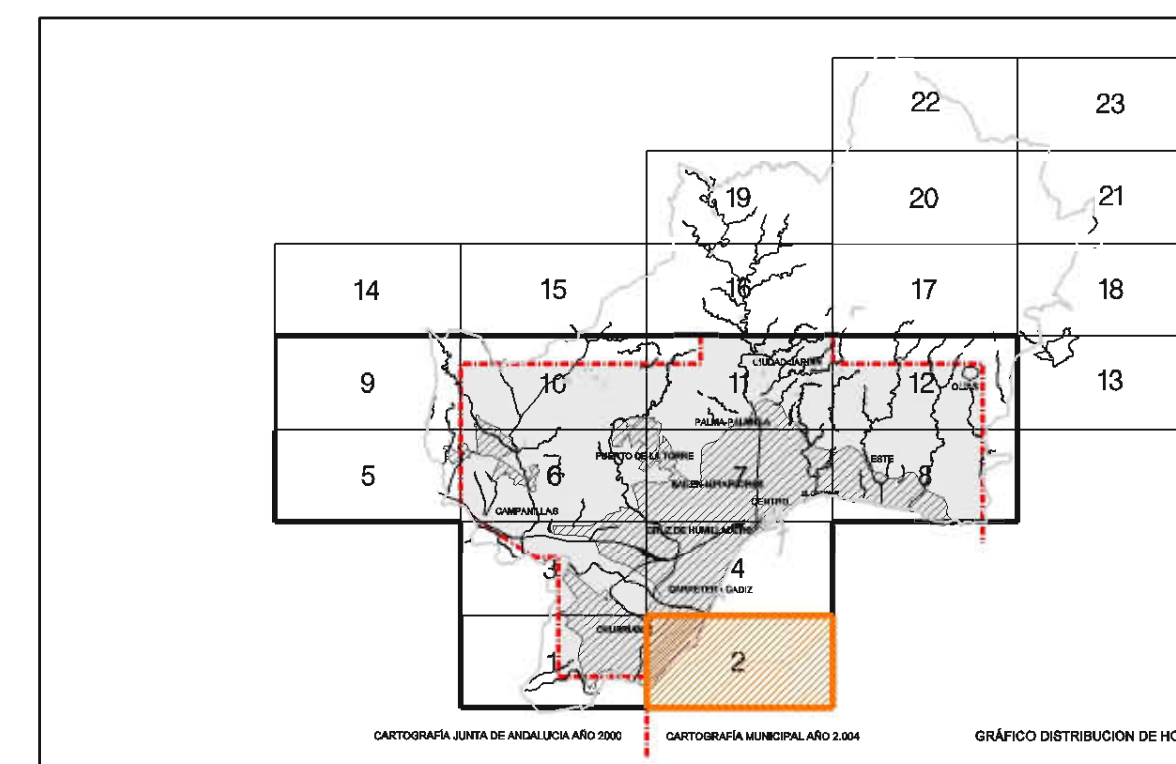 22 23
19 20 21
14 15 16 17 18
CIUDAD JARDIN
9 10 11 12 13
OLIAS
PALMA-PALMILLA
PUERTO DE LA TORRE ESTE
5 6 7 8
CENTRO
CAMPANILLAS
CRUZ DE HUMILLADERO
3 4
CARRETERA CADIZ
CHURRIANA
1 2
CARTOGRAFÍA JUNTA DE ANDALUCIA AÑO 2000 CARTOGRAFÍA MUNICIPAL AÑO 2.004 GRÁFICO DISTRIBUCION DE HO